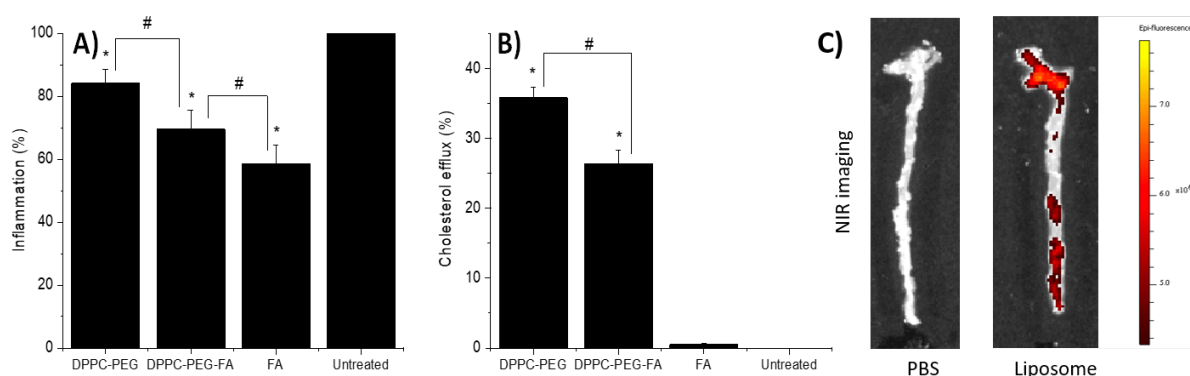 A)
Inflammation (%)
100
80
60
40
20
0
*
#
*
#
*
DPPC-PEG
DPPC-PEG-FA
FA
Untreated
B)
Cholesterol efflux (%)
40
30
20
10
0
*
#
*
DPPC-PEG
DPPC-PEG-FA
FA
Untreated
C)
NIR imaging
PBS
Liposome
Epi-fluorescence
7.0
6.0
x10⁶
5.0